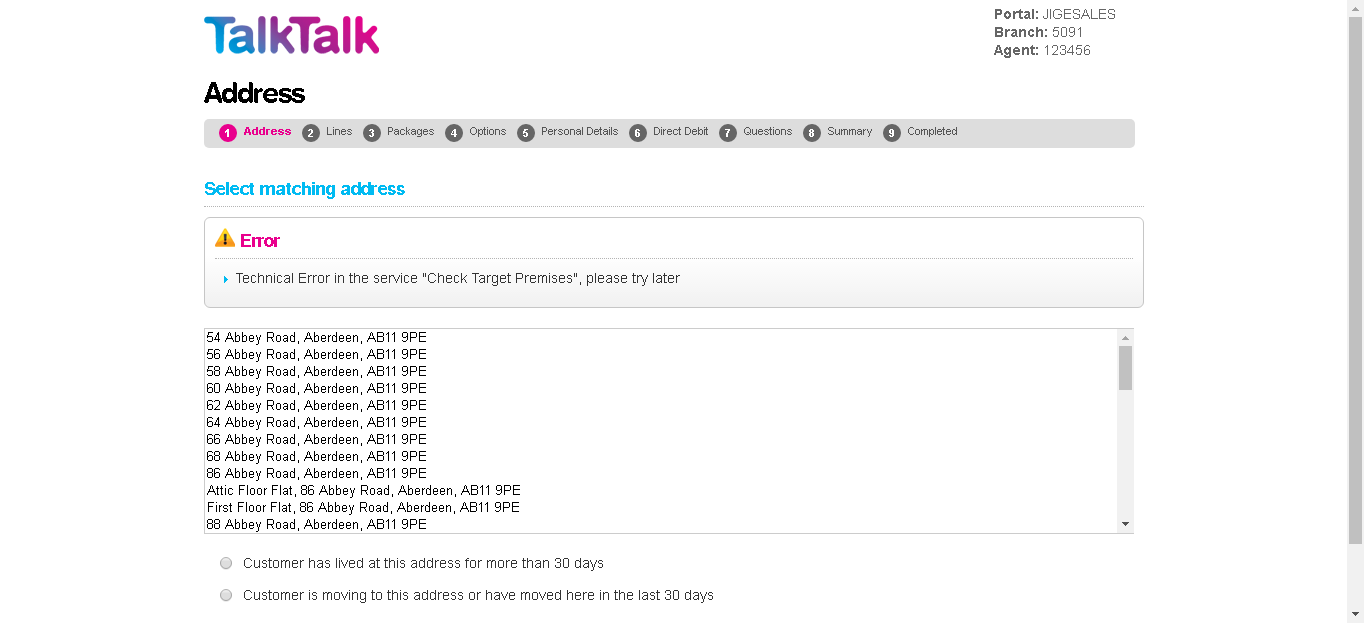 TalkTalk
Portal: JIGESALES
Branch: 5091
Agent: 123456
Address
1 Address 2 Lines 3 Packages 4 Options 5 Personal Details 6 Direct Debit 7 Questions 8 Summary 9 Completed
Select matching address
Error
Technical Error in the service "Check Target Premises", please try later
54 Abbey Road, Aberdeen, AB11 9PE
56 Abbey Road, Aberdeen, AB11 9PE
58 Abbey Road, Aberdeen, AB11 9PE
60 Abbey Road, Aberdeen, AB11 9PE
62 Abbey Road, Aberdeen, AB11 9PE
64 Abbey Road, Aberdeen, AB11 9PE
66 Abbey Road, Aberdeen, AB11 9PE
68 Abbey Road, Aberdeen, AB11 9PE
86 Abbey Road, Aberdeen, AB11 9PE
Attic Floor Flat, 86 Abbey Road, Aberdeen, AB11 9PE
First Floor Flat, 86 Abbey Road, Aberdeen, AB11 9PE
88 Abbey Road, Aberdeen, AB11 9PE
Customer has lived at this address for more than 30 days
Customer is moving to this address or have moved here in the last 30 days